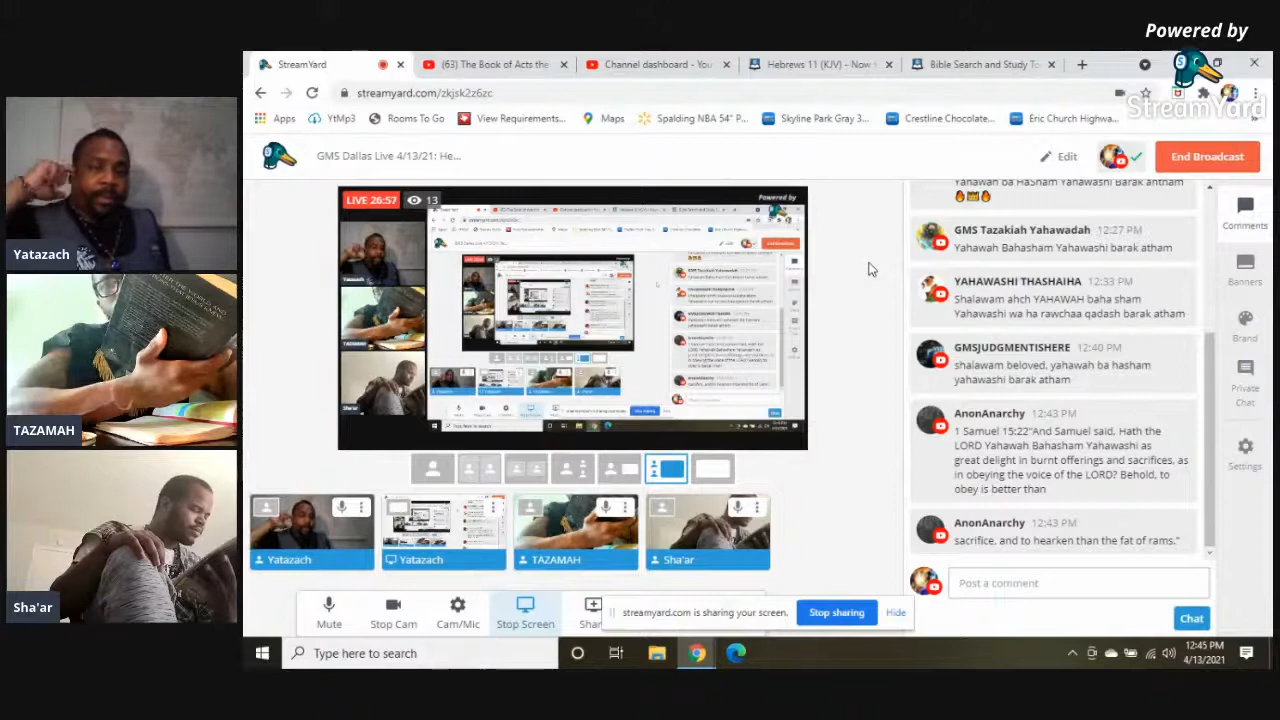 Powered by
StreamYard
StreamYard
(63) The Book of Acts the
Channel dashboard - You
Hebrews 11 (KJV) - Now
Bible Search and Study To
streamyard.com/zkjsk2z6zc
Apps
YtMp3
Rooms To Go
View Requirements...
Maps
Spalding NBA 54" P...
Skyline Park Gray 3...
Crestline Chocolate...
Eric Church Highwa...
GMS Dallas Live 4/13/21: He...
Edit
End Broadcast
Yatazach
TAZAMAH
Sha'ar
LIVE 26:57
13
Powered by
Yatazach
TAZAMAH
Sha'ar
Yatazach
Yatazach
TAZAMAH
Sha'ar
Mute
Stop Cam
Cam/Mic
Stop Screen
Shar
streamyard.com is sharing your screen.
Stop sharing
Hide
Yahawah ba HaSham Yahawashi Barak antham
GMS Tazakiah Yahawadah 12:27 PM
Yahawah Bahasham Yahawashi barak atham
YAHAWASHI THASHAIHA 12:33 PM
Shalawam ahch YAHAWAH baha sham
Yahawashi wa ha rawchaa qadash barak atham
GMSJUDGMENTISHERE 12:40 PM
shalawam beloved, yahawah ba hasham
yahawashi barak atham
AnonAnarchy 12:43 PM
1 Samuel 15:22"And Samuel said, Hath the
LORD Yahawah Bahasham Yahawashi as
great delight in burnt offerings and sacrifices, as
in obeying the voice of the LORD? Behold, to
obey is better than
AnonAnarchy 12:43 PM
sacrifice, and to hearken than the fat of rams."
Post a comment
Chat
Comments
Banners
Brand
Private
Chat
Settings
Type here to search
12:45 PM
4/13/2021